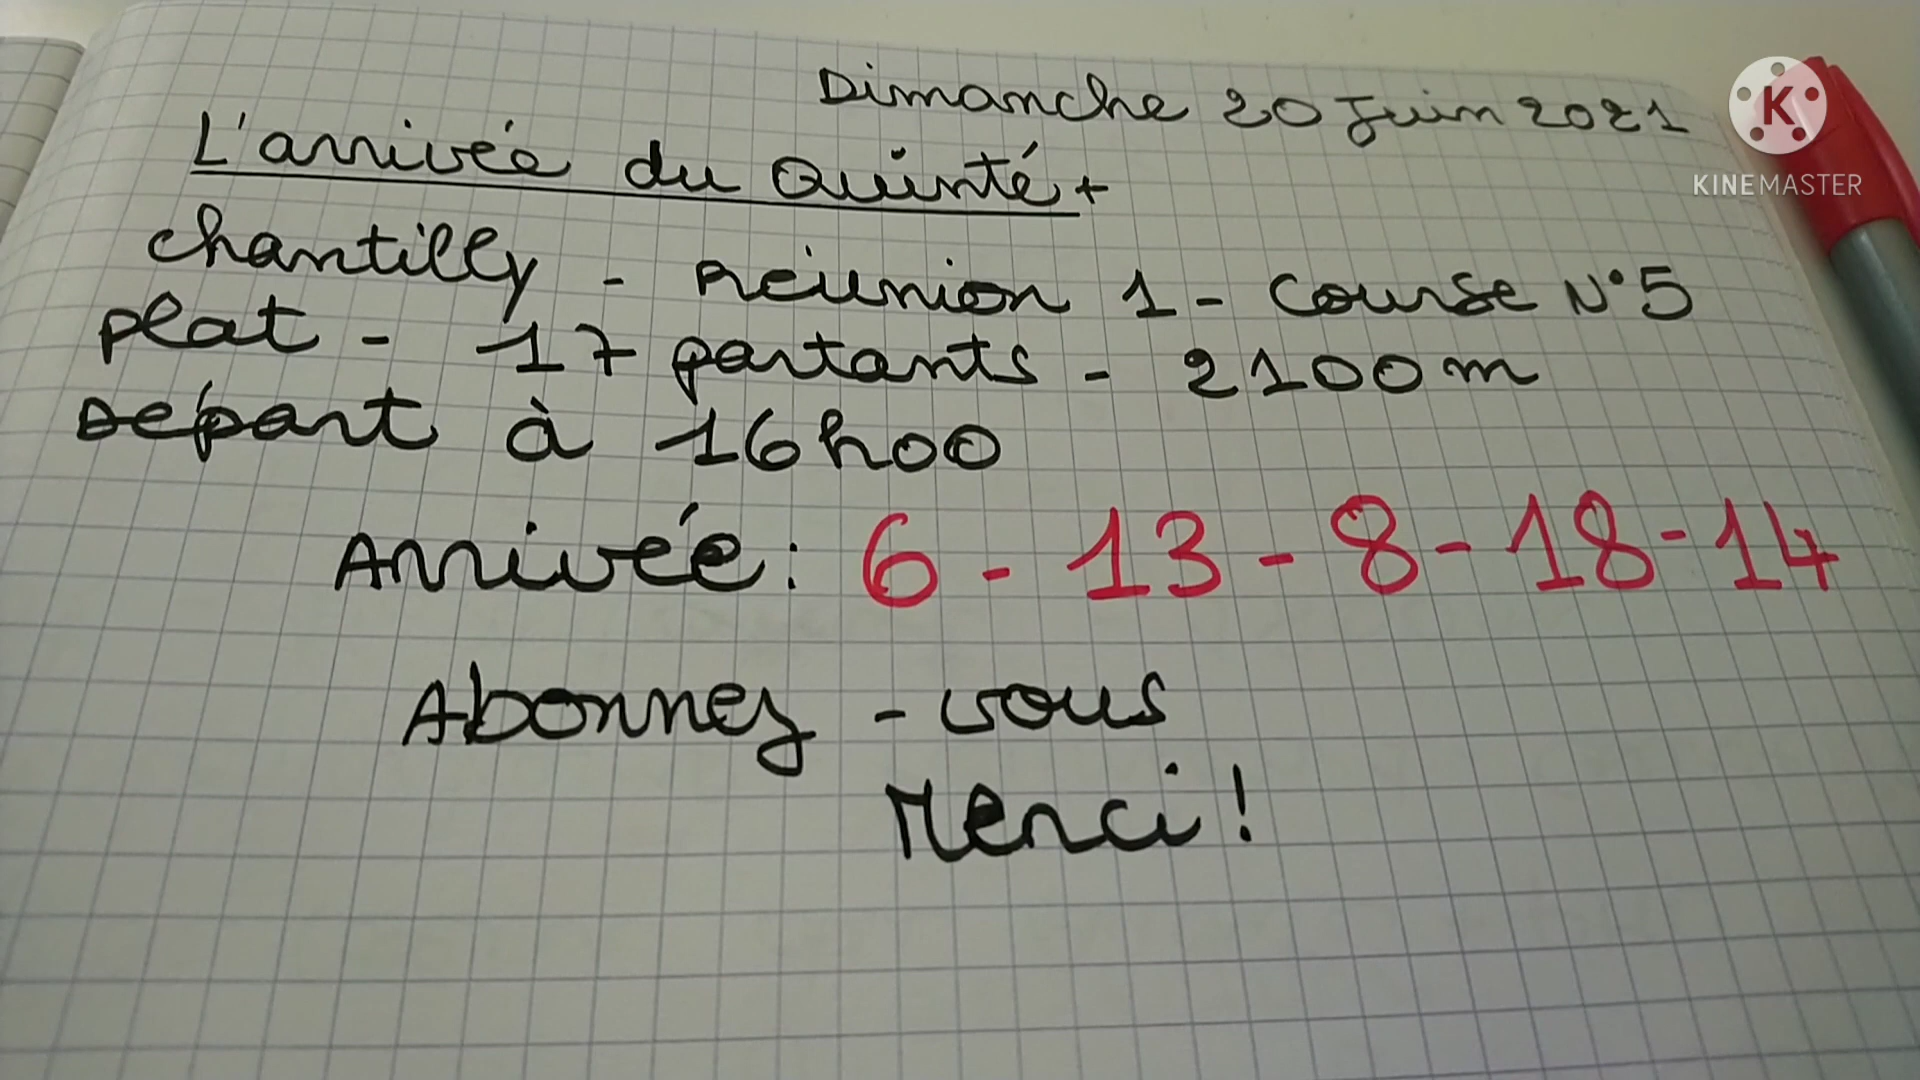 Dimanche 20 Juin 2021
L'arrivée du Quinté+
Chantilly - Réunion 1 - Course N°5
Plat - 17 partants - 2100m
Départ à 16h00
Arrivée : 6 - 13 - 8 - 18 - 14
Abonnez - vous
Merci !
K
KINEMASTER